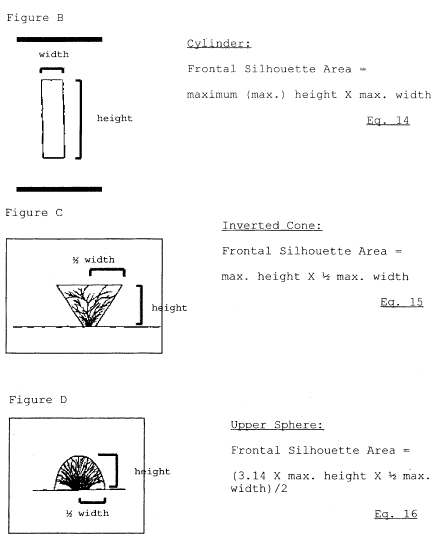 Figure B
width
height
Cylinder:
Frontal Silhouette Area =
maximum (max.) height X max. width
Eq. 14
Figure C
½ width
height
Inverted Cone:
Frontal Silhouette Area =
max. height X ½ max. width
Eq. 15
Figure D
height
½ width
Upper Sphere:
Frontal Silhouette Area =
(3.14 X max. height X ½ max.
width)/2
Eq. 16